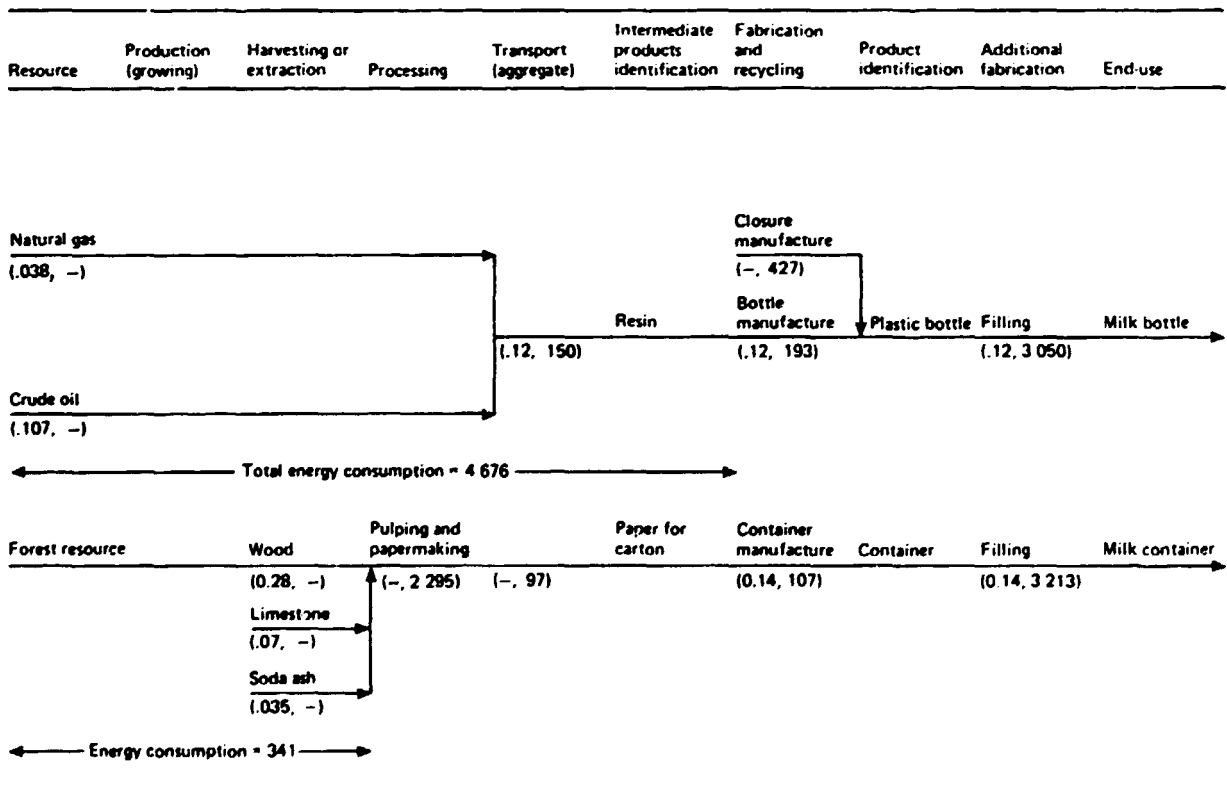 Resource
Production
(growing)
Harvesting or
extraction
Processing
Transport
(aggregate)
Intermediate
products
identification
Fabrication
and
recycling
Product
identification
Additional
fabrication
End-use
Natural gas
(.038, –)
Closure
manufacture
(–, 427)
Resin
Bottle
manufacture
Plastic bottle
Filling
Milk bottle
(.12, 150)
(.12, 193)
(.12, 3 050)
Crude oil
(.107, –)
Total energy consumption = 4 676
Forest resource
Wood
Pulping and
papermaking
Paper for
carton
Container
manufacture
Container
Filling
Milk container
(0.28, –)
(–, 2 295)
(–, 97)
(0.14, 107)
(0.14, 3 213)
Limestone
(.07, –)
Soda ash
(.035, –)
Energy consumption = 341